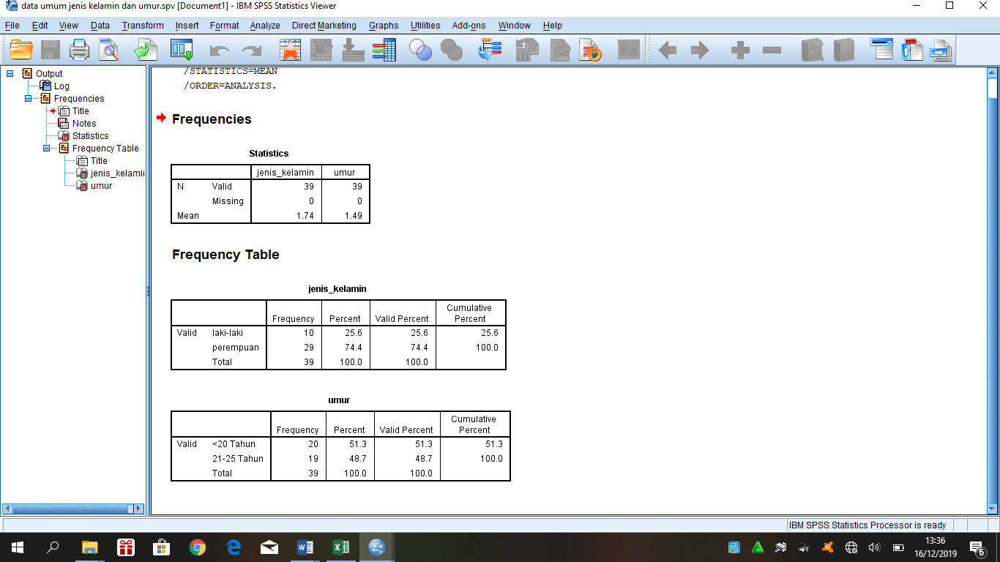 data umum jenis kelamin dan umur.spv [Document1] - IBM SPSS Statistics Viewer
File Edit View Data Transform Insert Format Analyze Direct Marketing Graphs Utilities Add-ons Window Help
Output
Log
Frequencies
Title
Notes
Statistics
Frequency Table
Title
jenis_kelamin
umur
/STATISTICS=MEAN
/ORDER=ANALYSIS.
Frequencies
Statistics
jenis_kelamin umur
N Valid 39 39
Missing 0 0
Mean 1.74 1.49
Frequency Table
jenis_kelamin
Frequency Percent Valid Percent Cumulative Percent
Valid laki-laki 10 25.6 25.6 25.6
perempuan 29 74.4 74.4 100.0
Total 39 100.0 100.0
umur
Frequency Percent Valid Percent Cumulative Percent
Valid <20 Tahun 20 51.3 51.3 51.3
21-25 Tahun 19 48.7 48.7 100.0
Total 39 100.0 100.0
IBM SPSS Statistics Processor is ready
13:36
16/12/2019
6